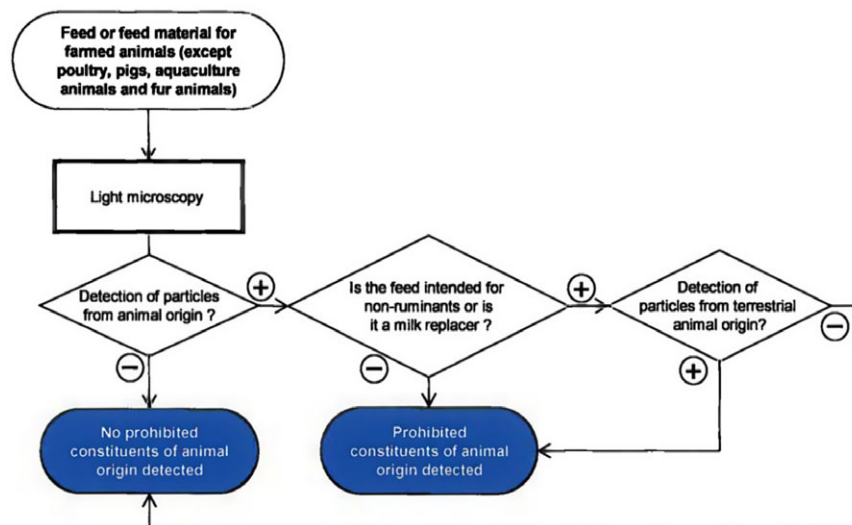 Feed or feed material for
farmed animals (except
poultry, pigs, aquaculture
animals and fur animals)
Light microscopy
Detection of particles
from animal origin ?
+
−
Is the feed intended for
non-ruminants or is
it a milk replacer ?
+
−
Detection of
particles from terrestrial
animal origin?
−
+
No prohibited
constituents of animal
origin detected
Prohibited
constituents of animal
origin detected